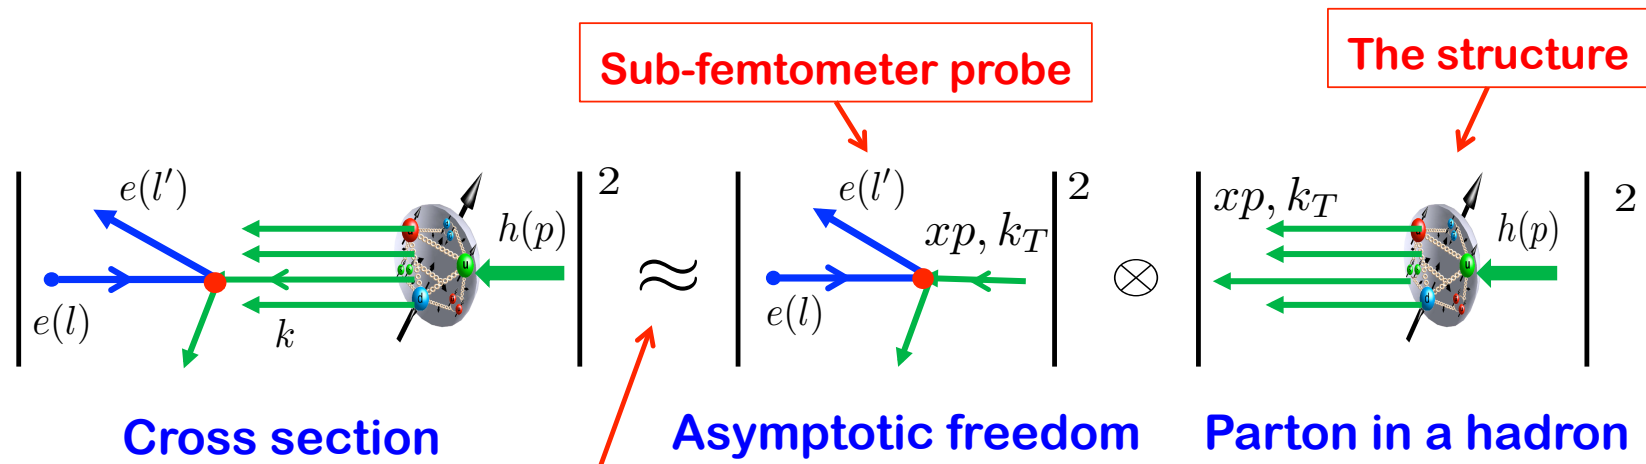 Sub-femtometer probe
The structure
e(l')
h(p)
e(l)
k
2
≈
e(l')
xp, k_T
e(l)
2
⊗
xp, k_T
h(p)
2
u
d
u
d
Cross section
Asymptotic freedom
Parton in a hadron